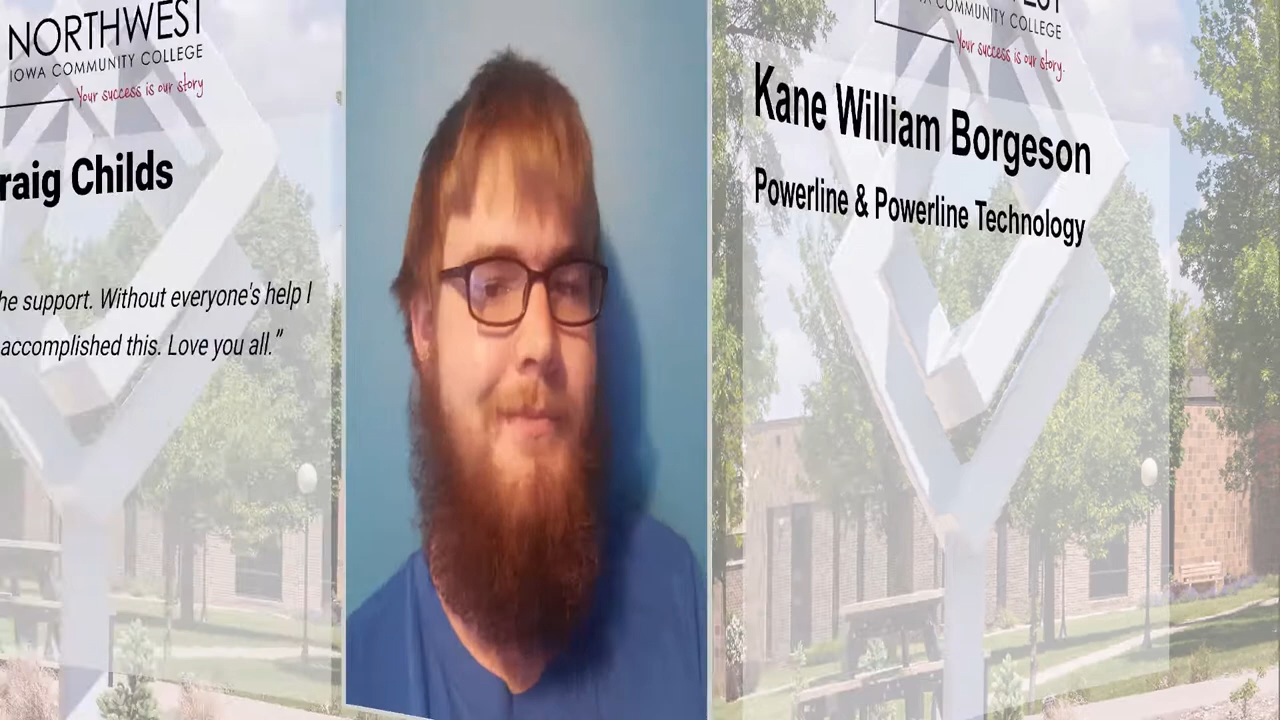 NORTHWEST
IOWA COMMUNITY COLLEGE
Your success is our story
raig Childs
he support. Without everyone's help I
accomplished this. Love you all.”
COMMUNITY COLLEGE
Your success is our story.
Kane William Borgeson
Powerline & Powerline Technology